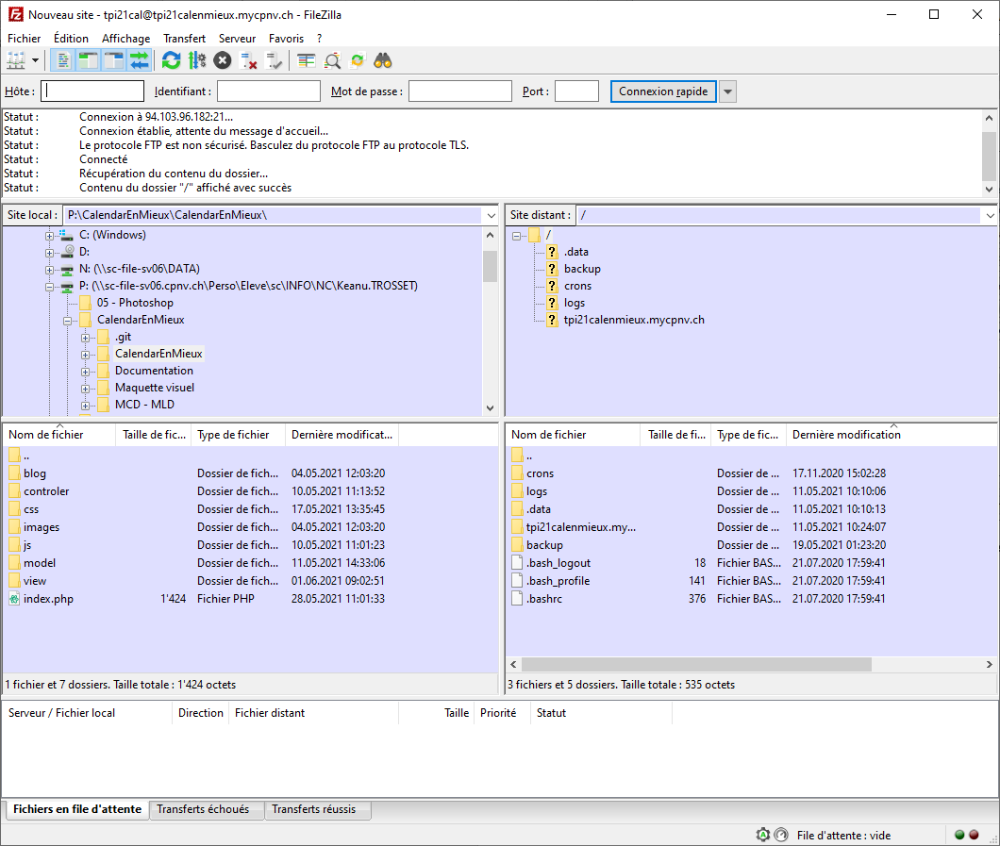 Nouveau site - tpi21cal@tpi21calenmieux.mycpnv.ch - FileZilla
Fichier Édition Affichage Transfert Serveur Favoris ?
Hôte : Identifiant : Mot de passe : Port : Connexion rapide
Statut : Connexion à 94.103.96.182:21...
Statut : Connexion établie, attente du message d'accueil...
Statut : Le protocole FTP est non sécurisé. Basculez du protocole FTP au protocole TLS.
Statut : Connecté
Statut : Récupération du contenu du dossier...
Statut : Contenu du dossier "/" affiché avec succès
Site local : P:\CalendarEnMieux\CalendarEnMieux\
C: (Windows)
D:
N: (\\sc-file-sv06\DATA)
P: (\\sc-file-sv06.cpnv.ch\Perso\Eleve\sc\INFO\NC\Keanu.TROSSET)
05 - Photoshop
CalendarEnMieux
.git
CalendarEnMieux
Documentation
Maquette visuel
MCD - MLD
Site distant : /
/
.data
backup
crons
logs
tpi21calenmieux.mycpnv.ch
Nom de fichier Taille de fic... Type de fichier Dernière modificat...
..
blog Dossier de fich... 04.05.2021 12:03:20
controler Dossier de fich... 10.05.2021 11:13:52
css Dossier de fich... 17.05.2021 13:35:45
images Dossier de fich... 04.05.2021 12:03:20
js Dossier de fich... 10.05.2021 11:01:23
model Dossier de fich... 11.05.2021 14:33:06
view Dossier de fich... 01.06.2021 09:02:51
index.php 1'424 Fichier PHP 28.05.2021 11:01:33
1 fichier et 7 dossiers. Taille totale : 1'424 octets
Nom de fichier Taille de fi... Type de fic... Dernière modification
..
crons Dossier de ... 17.11.2020 15:02:28
logs Dossier de ... 11.05.2021 10:10:06
.data Dossier de ... 11.05.2021 10:10:13
tpi21calenmieux.my... Dossier de ... 11.05.2021 10:24:07
backup Dossier de ... 19.05.2021 01:23:20
.bash_logout 18 Fichier BAS... 21.07.2020 17:59:41
.bash_profile 141 Fichier BAS... 21.07.2020 17:59:41
.bashrc 376 Fichier BAS... 21.07.2020 17:59:41
3 fichiers et 5 dossiers. Taille totale : 535 octets
Serveur / Fichier local Direction Fichier distant Taille Priorité Statut
Fichiers en file d'attente Transferts échoués Transferts réussis
File d'attente : vide